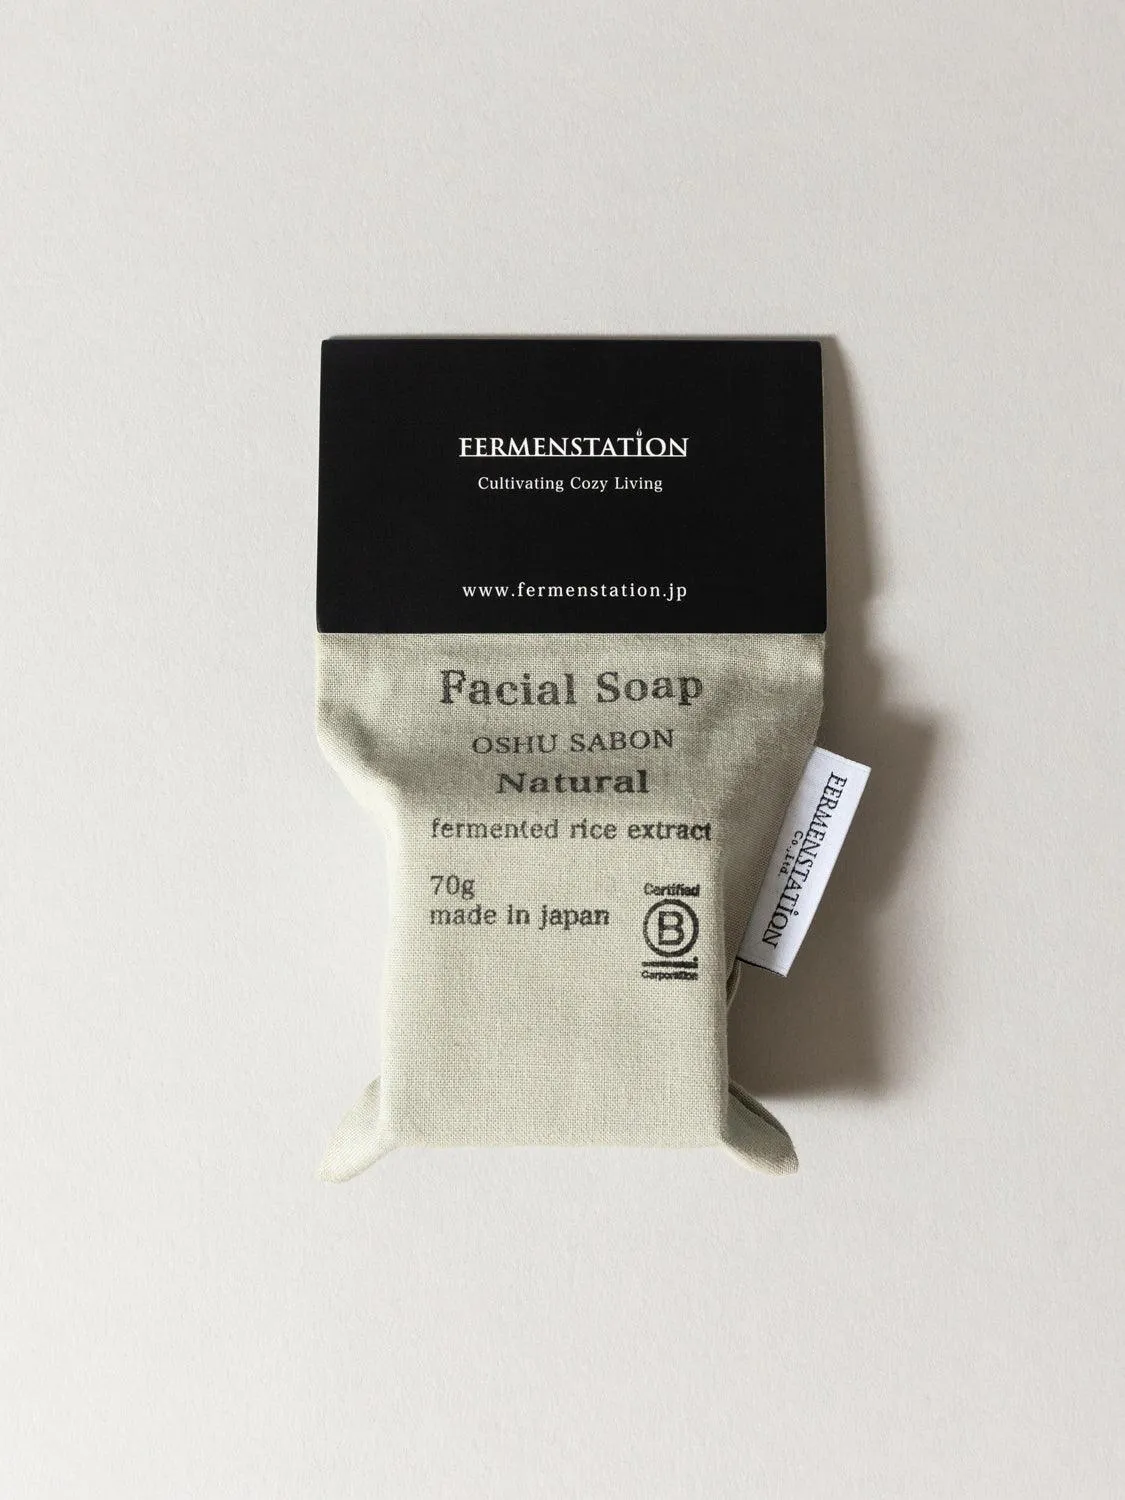 FERMENSTATION
Cultivating Cozy Living
www.fermenstation.jp
Facial Soap
OSHU SABON
Natural
fermented rice extract
70g
made in japan
Certified
B
Corporation
FERMENSTATION
Co.,Ltd.